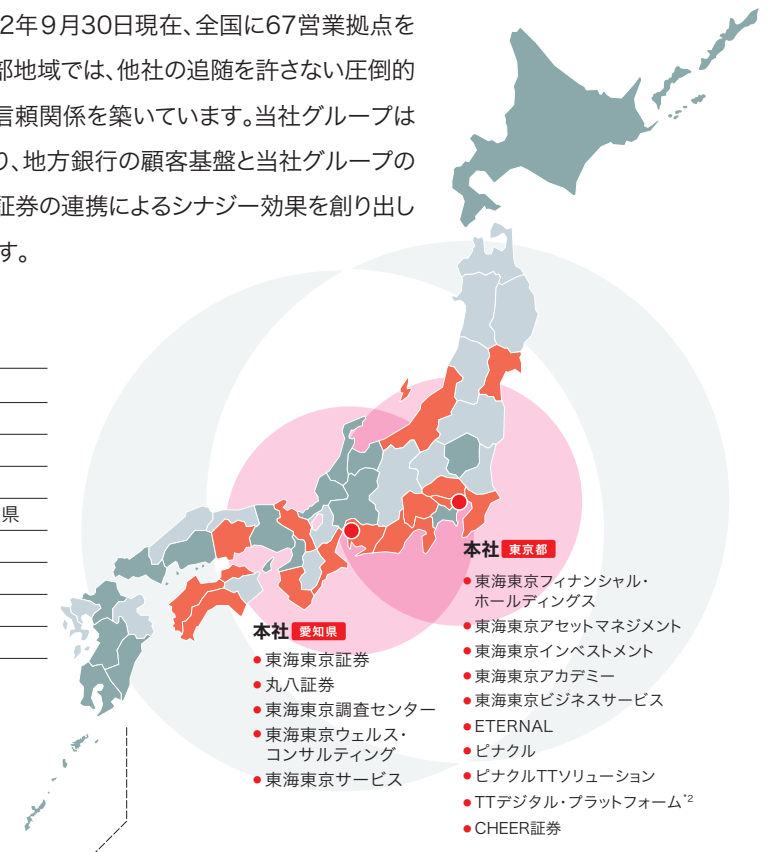 2年9月30日現在、全国に67営業拠点を
部地域では、他社の追随を許さない圧倒的
信頼関係を築いています。当社グループは
り、地方銀行の顧客基盤と当社グループの
証券の連携によるシナジー効果を創り出し
す。
県
本社 愛知県
● 東海東京証券
● 丸八証券
● 東海東京調査センター
● 東海東京ウェルス・
コンサルティング
● 東海東京サービス
本社 東京都
● 東海東京フィナンシャル・
ホールディングス
● 東海東京アセットマネジメント
● 東海東京インベストメント
● 東海東京アカデミー
● 東海東京ビジネスサービス
● ETERNAL
● ピナクル
● ピナクルTTソリューション
● TTデジタル・プラットフォーム*2
● CHEER証券